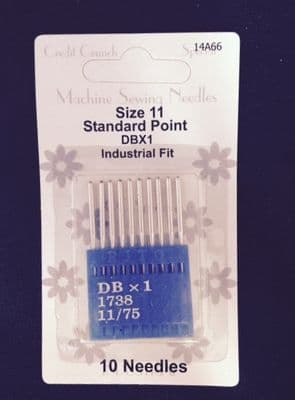 Credit Crunch Special
14A66
Machine Sewing Needles
Size 11
Standard Point
DBX1
Industrial Fit
DB × 1
1738
11/75
10 Needles